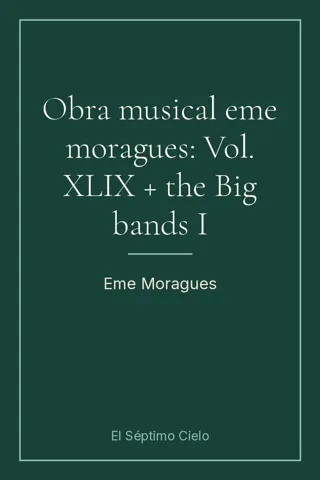 Obra musical eme
moragues: Vol.
XLIX + the Big
bands I
Eme Moragues
El Séptimo Cielo